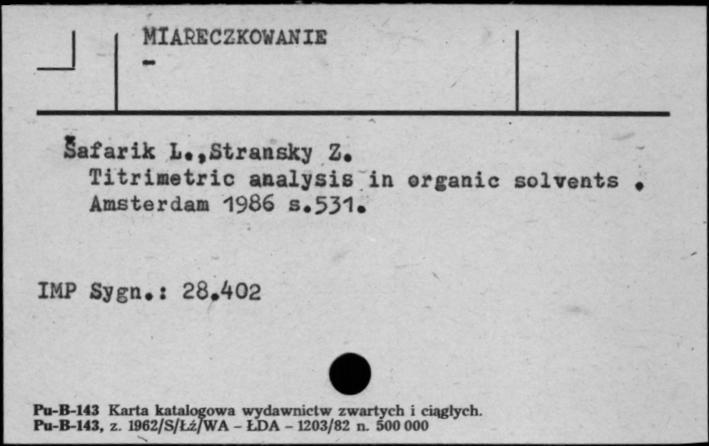 MIARECZKOWANIE
-
Šafarik L.,Stransky Z.
Titrimetric analysis in organic solvents .
Amsterdam 1986 s.531.
IMP Sygn.: 28.402
Pu-B-143 Karta katalogowa wydawnictw zwartych i ciągłych.
Pu-B-143, z. 1962/S/Łź/WA - ŁDA - 1203/82 n. 500 000